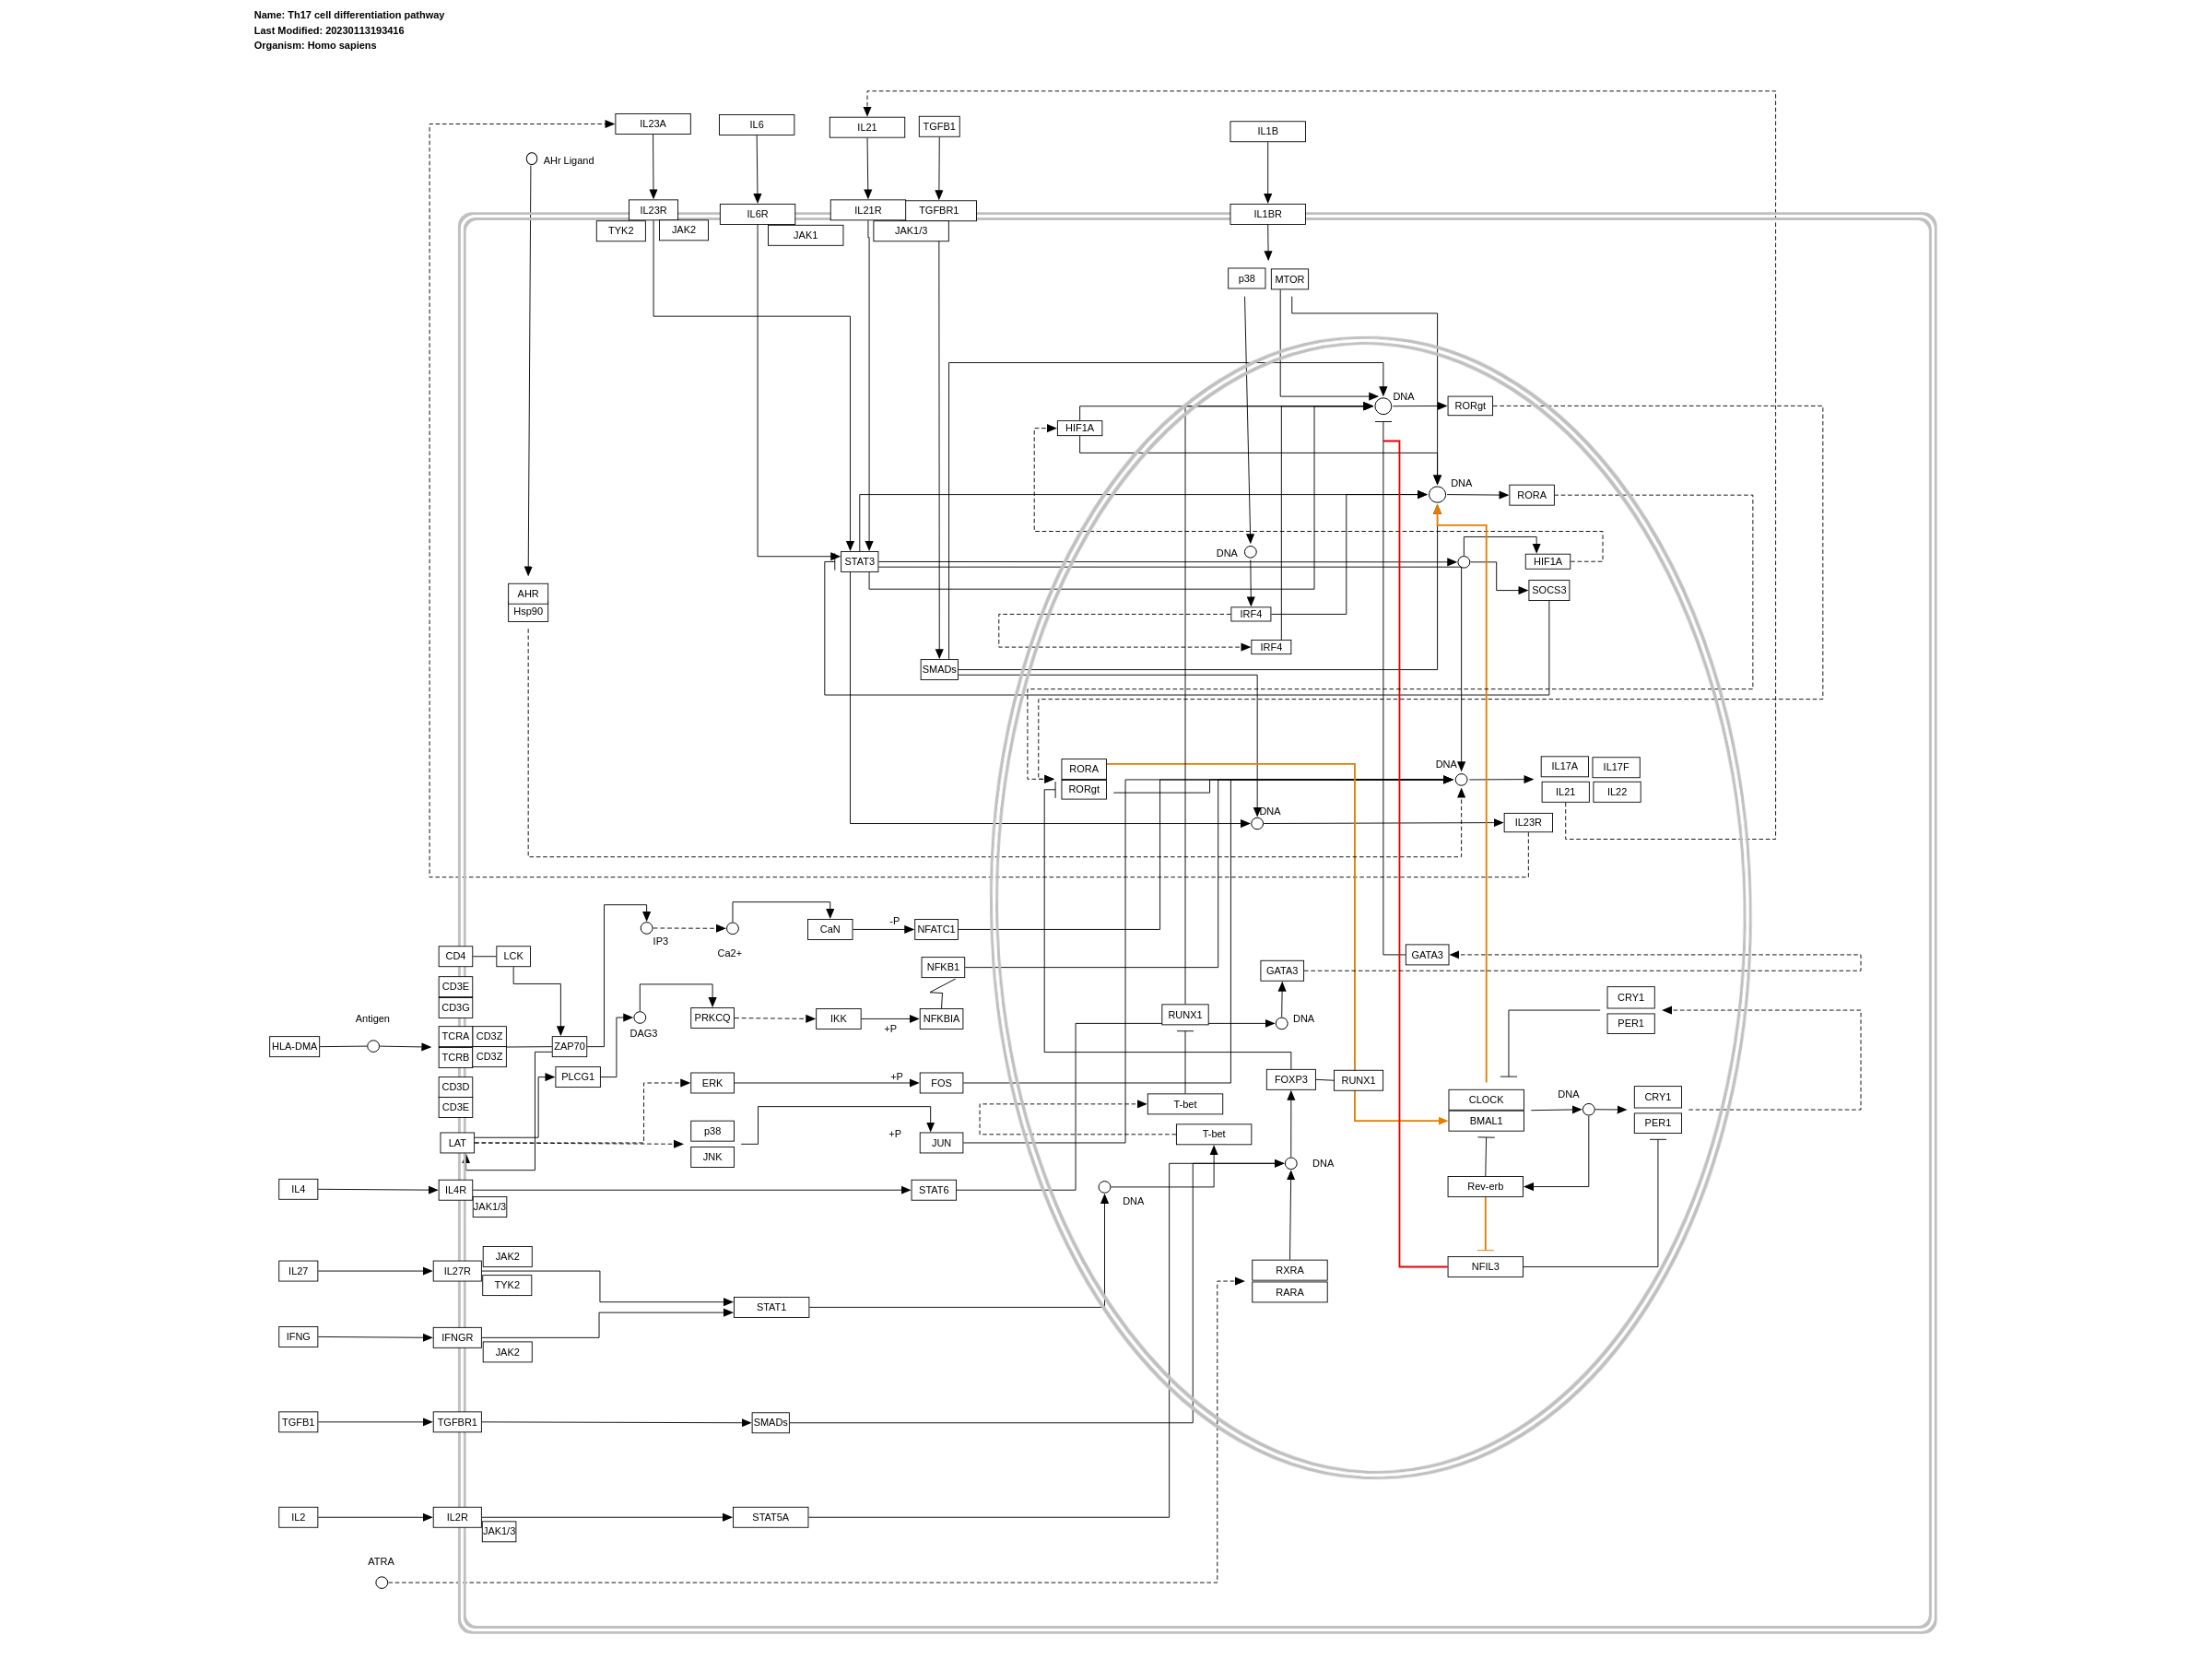 Name: Th17 cell differentiation pathway
Last Modified: 20230113193416
Organism: Homo sapiens
IL23A
IL6
IL21
TGFB1
IL1B
AHr Ligand
IL23R
IL6R
IL21R
TGFBR1
IL1BR
TYK2
JAK2
JAK1
JAK1/3
p38
MTOR
DNA
RORgt
HIF1A
DNA
RORA
DNA
STAT3
HIF1A
AHR
Hsp90
SOCS3
IRF4
IRF4
SMADs
RORA
RORgt
DNA
IL17A
IL17F
IL21
IL22
DNA
IL23R
IP3
Ca2+
CaN
-P
NFATC1
CD4
LCK
NFKB1
GATA3
GATA3
CD3E
CD3G
PRKCQ
IKK
+P
NFKBIA
RUNX1
DNA
CRY1
PER1
Antigen
DAG3
HLA-DMA
TCRA
CD3Z
TCRB
CD3Z
ZAP70
PLCG1
CD3D
CD3E
ERK
+P
FOS
FOXP3
RUNX1
CLOCK
BMAL1
DNA
CRY1
PER1
T-bet
T-bet
LAT
p38
JNK
+P
JUN
DNA
IL4
IL4R
JAK1/3
STAT6
DNA
Rev-erb
IL27
IL27R
JAK2
TYK2
STAT1
RXRA
RARA
NFIL3
IFNG
IFNGR
JAK2
TGFB1
TGFBR1
SMADs
IL2
IL2R
JAK1/3
STAT5A
ATRA